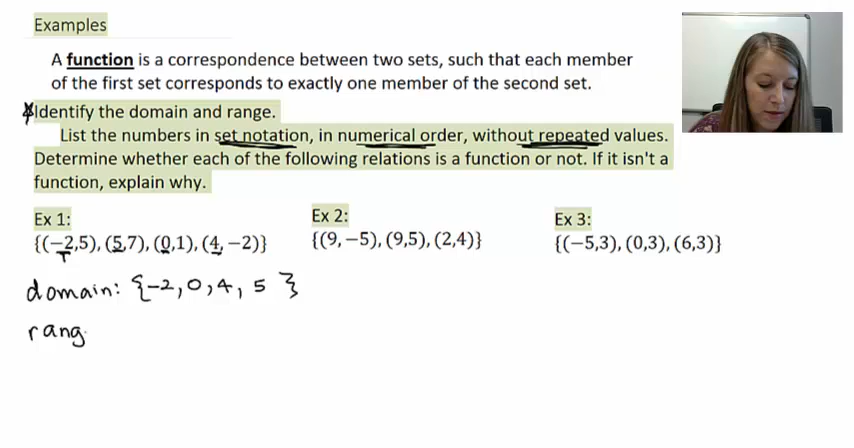 Examples
A function is a correspondence between two sets, such that each member
of the first set corresponds to exactly one member of the second set.
*Identify the domain and range.
List the numbers in set notation, in numerical order, without repeated values.
Determine whether each of the following relations is a function or not. If it isn't a
function, explain why.
Ex 1:
{(−2,5), (5,7), (0,1), (4, −2)}
domain: {-2, 0, 4, 5 }
rang
Ex 2:
{(9, −5), (9,5), (2,4)}
Ex 3:
{(−5,3), (0,3), (6,3)}